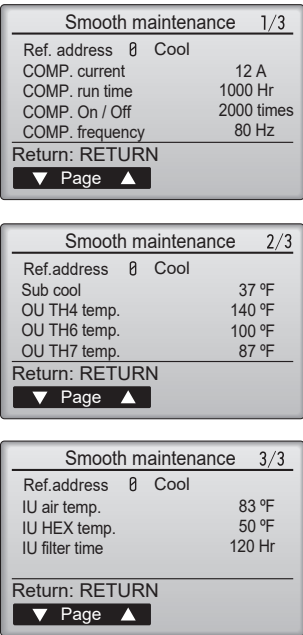 Smooth maintenance 1/3
Ref. address 0 Cool
COMP. current 12 A
COMP. run time 1000 Hr
COMP. On / Off 2000 times
COMP. frequency 80 Hz
Return: RETURN
▼ Page ▲
Smooth maintenance 2/3
Ref.address 0 Cool
Sub cool 37 ºF
OU TH4 temp. 140 ºF
OU TH6 temp. 100 ºF
OU TH7 temp. 87 ºF
Return: RETURN
▼ Page ▲
Smooth maintenance 3/3
Ref.address 0 Cool
IU air temp. 83 ºF
IU HEX temp. 50 ºF
IU filter time 120 Hr
Return: RETURN
▼ Page ▲